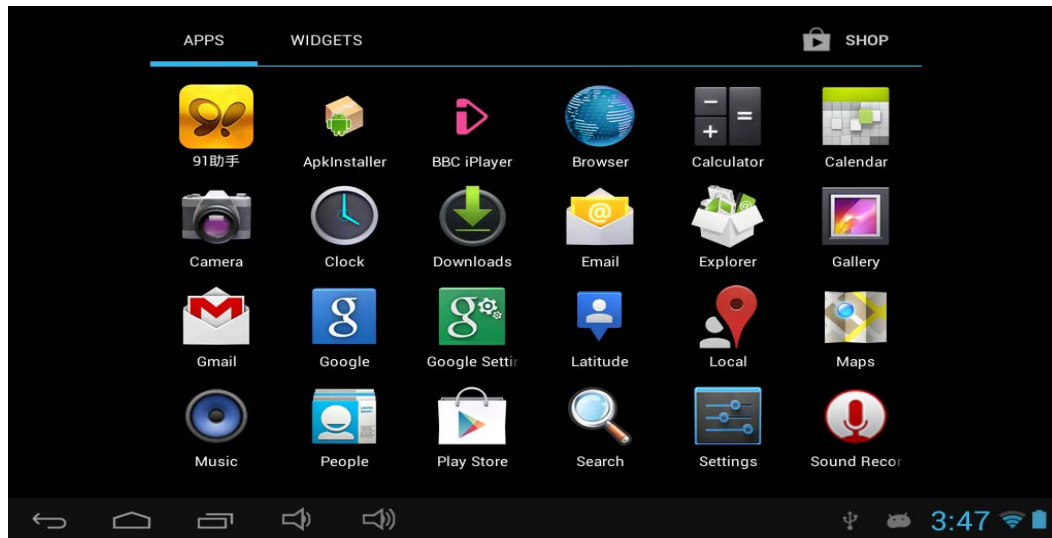 APPS WIDGETS SHOP
91助手 ApkInstaller BBC iPlayer Browser Calculator Calendar
Camera Clock Downloads Email Explorer Gallery
Gmail Google Google Settin Latitude Local Maps
Music People Play Store Search Settings Sound Recor
3:47